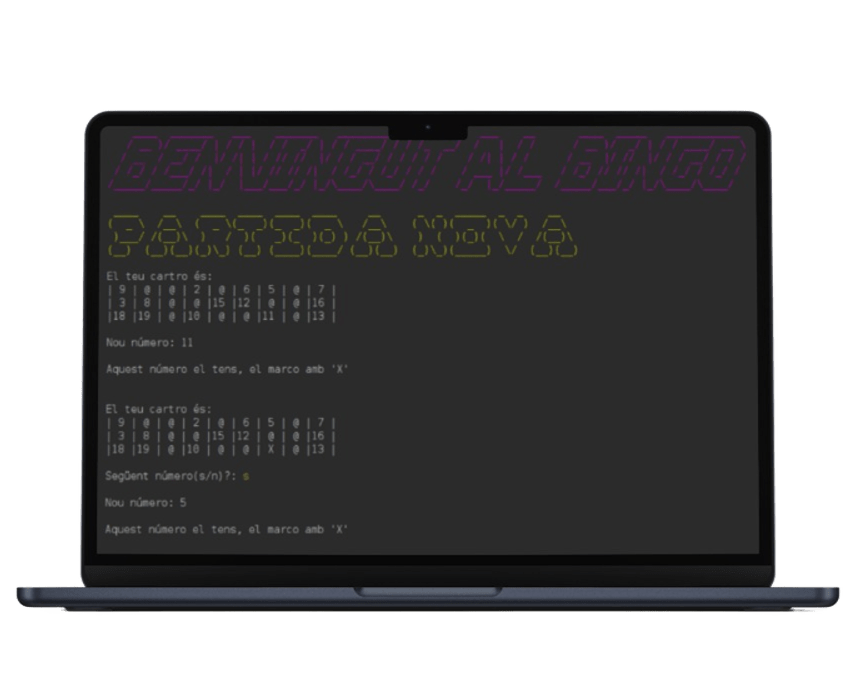 BENVINGUT AL BINGO
PARTIDA NOVA
El teu cartro és:
| 9 | @ | @ | 2 | @ | 6 | 5 | @ | 7 |
| 3 | 8 | @ | @ |15 |12 | @ | @ |16 |
|18 |19 | @ |10 | @ | @ |11 | @ |13 |
Nou número: 11
Aquest número el tens, el marco amb 'X'
El teu cartro és:
| 9 | @ | @ | 2 | @ | 6 | 5 | @ | 7 |
| 3 | 8 | @ | @ |15 |12 | @ | @ |16 |
|18 |19 | @ |10 | @ | @ | X | @ |13 |
Següent número(s/n)?: s
Nou número: 5
Aquest número el tens, el marco amb 'X'